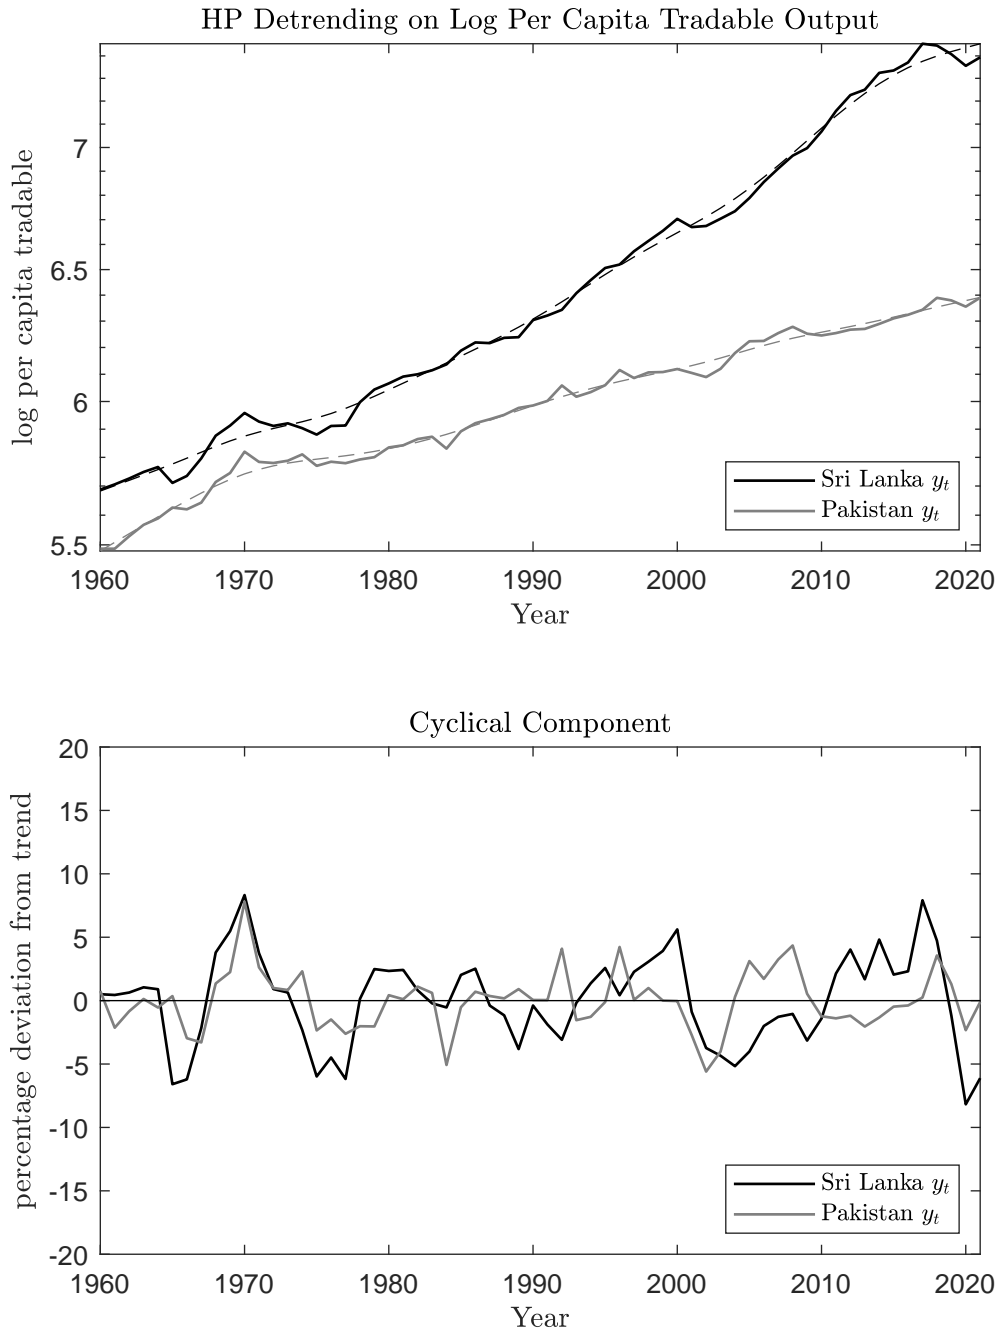 HP Detrending on Log Per Capita Tradable Output
log per capita tradable
7
6.5
6
5.5
Sri Lanka y_t
Pakistan y_t
1960 1970 1980 1990 2000 2010 2020
Year
Cyclical Component
percentage deviation from trend
20
15
10
5
0
-5
-10
-15
-20
Sri Lanka y_t
Pakistan y_t
1960 1970 1980 1990 2000 2010 2020
Year